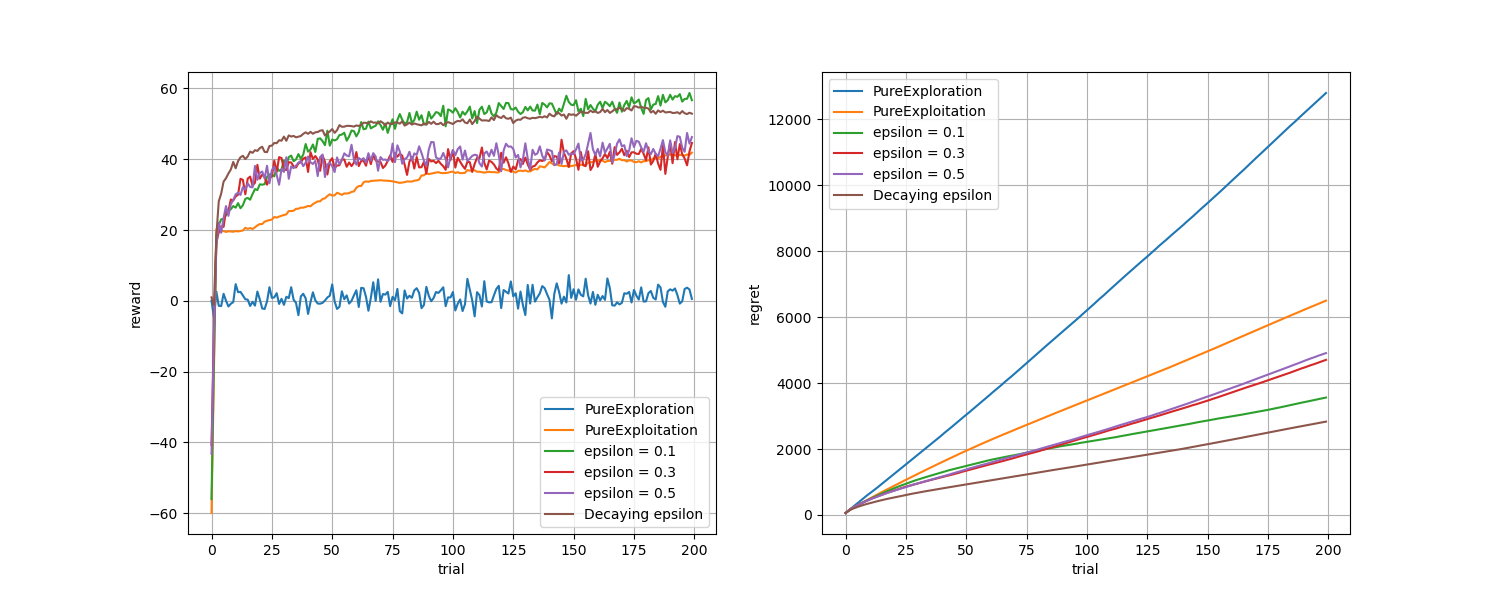 60
40
20
0
−20
−40
−60
reward
0
25
50
75
100
125
150
175
200
trial
PureExploration
PureExploitation
epsilon = 0.1
epsilon = 0.3
epsilon = 0.5
Decaying epsilon
12000
10000
8000
6000
4000
2000
0
regret
0
25
50
75
100
125
150
175
200
trial
PureExploration
PureExploitation
epsilon = 0.1
epsilon = 0.3
epsilon = 0.5
Decaying epsilon